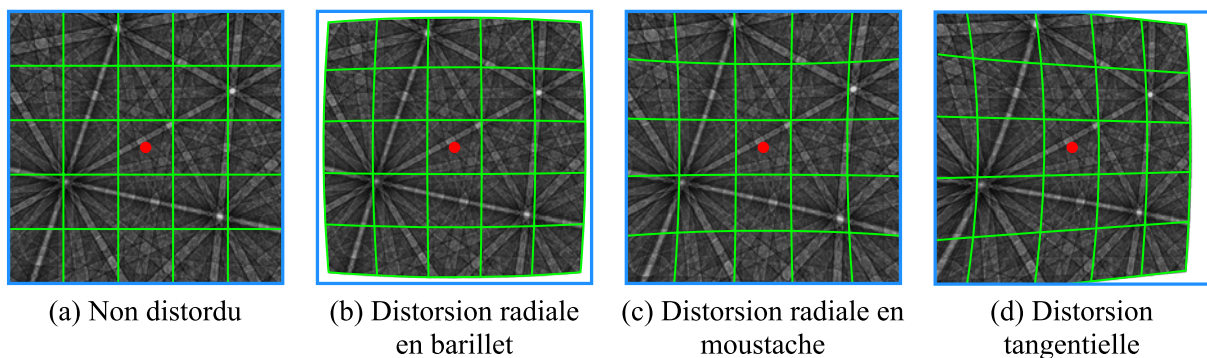 (a) Non distordu
(b) Distorsion radiale
en barillet
(c) Distorsion radiale en
moustache
(d) Distorsion
tangentielle